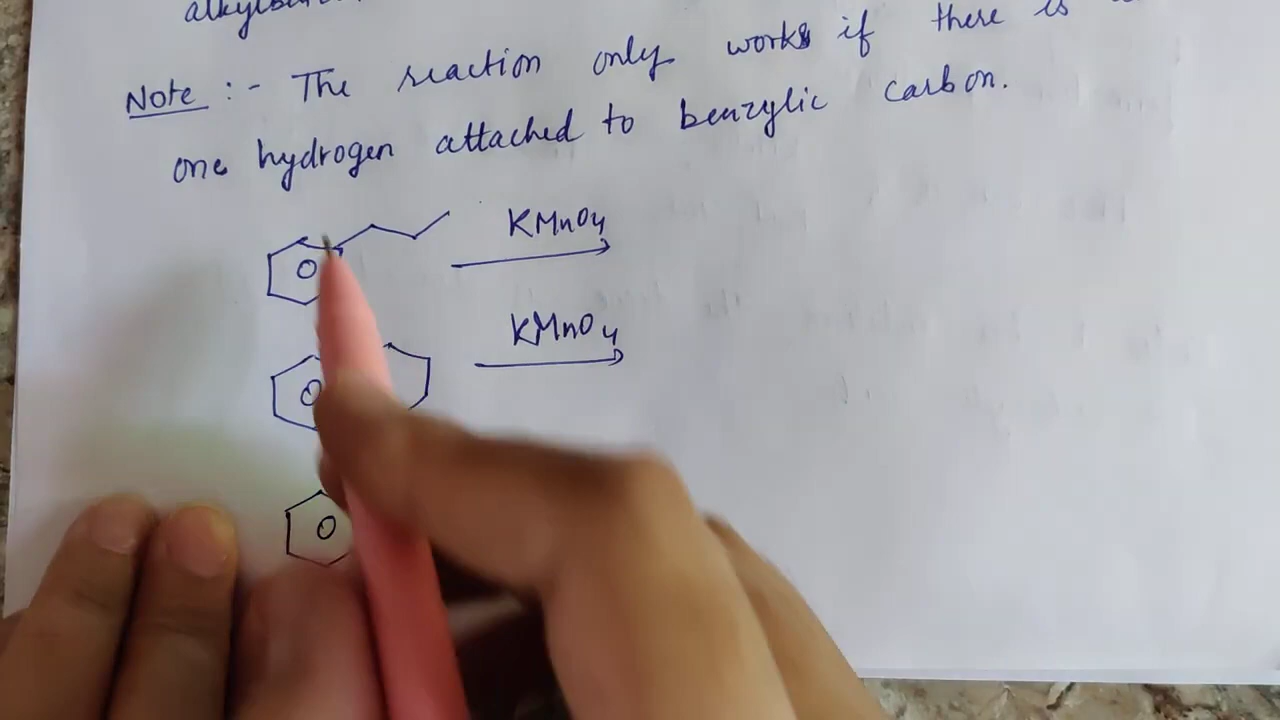 Note :- The reaction only works if there is
one hydrogen attached to benzylic carbon.
KMnO4
KMnO4